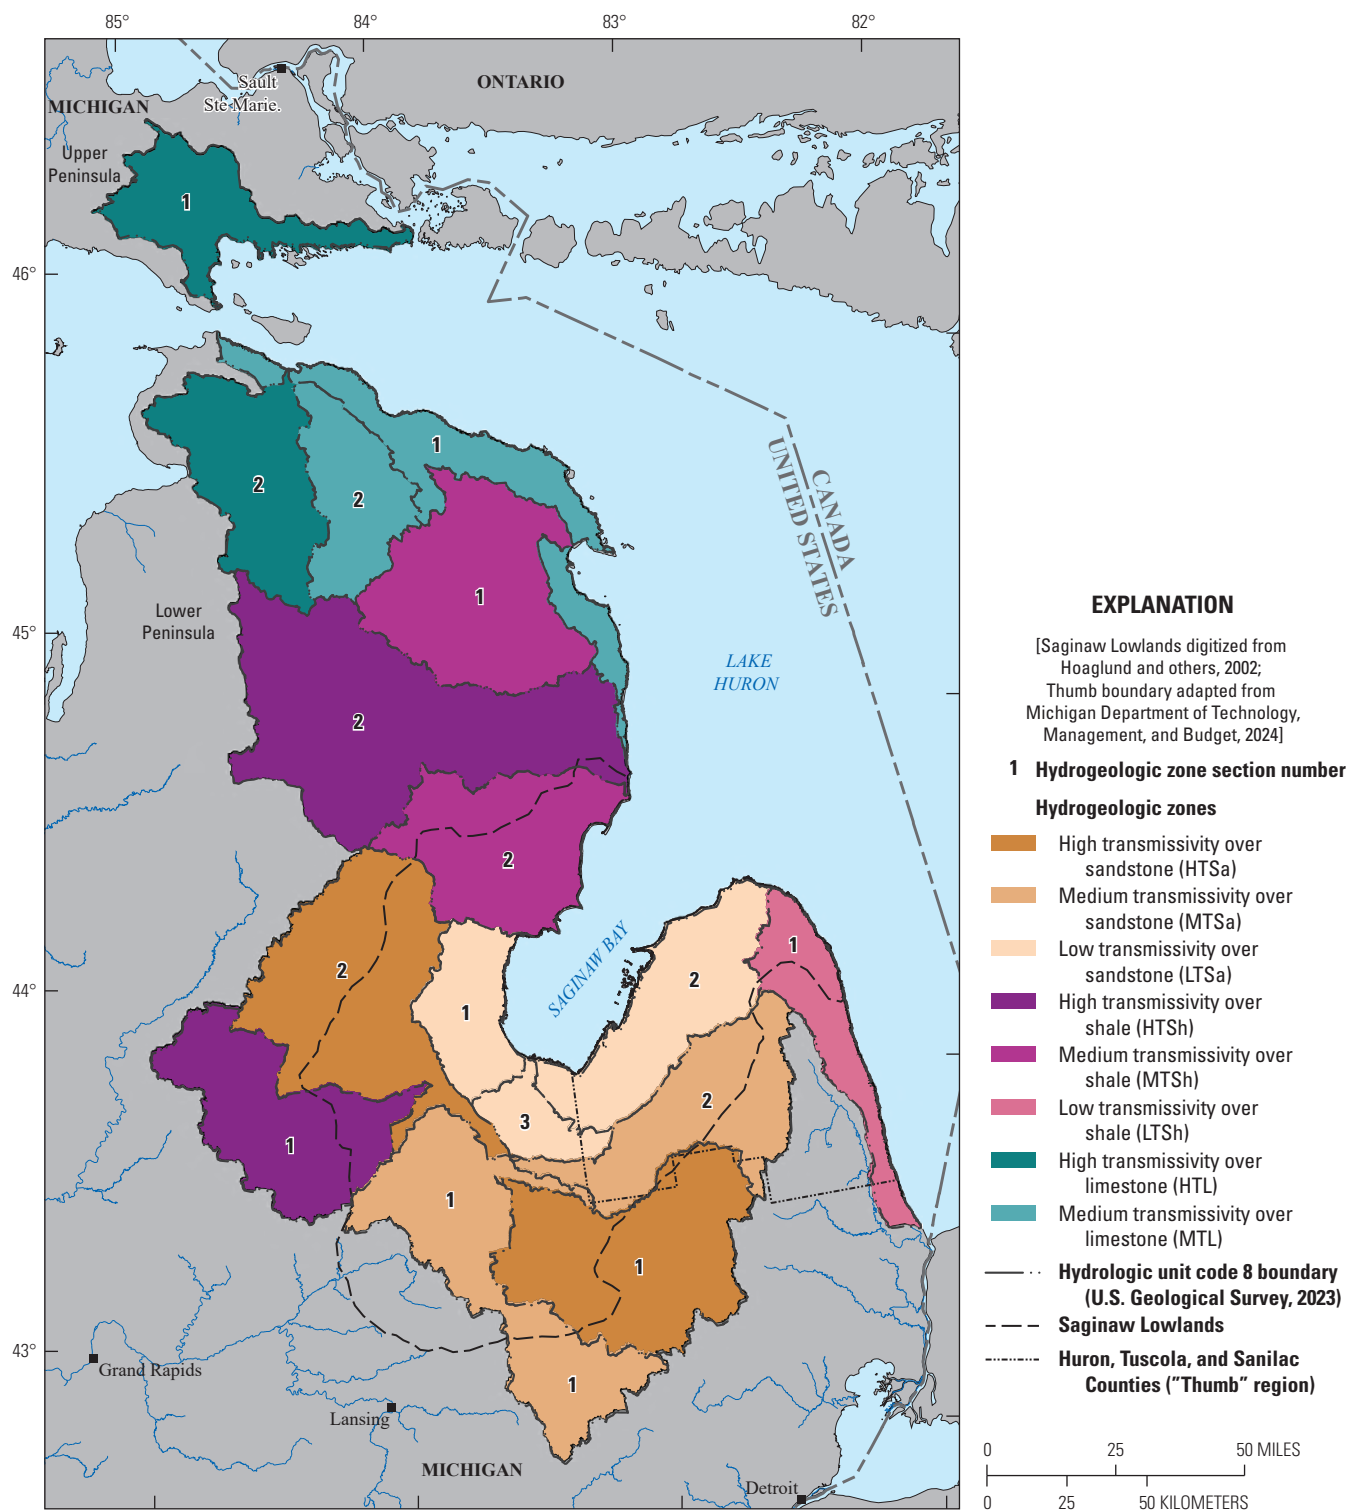 85°
84°
83°
82°
ONTARIO
Sault
Ste Marie.
MICHIGAN
Upper
Peninsula
1
46°
1
2
2
CANADA
UNITED STATES
1
Lower
Peninsula
45°
LAKE
HURON
2
2
SAGINAW BAY
1
2
2
44°
1
2
3
1
1
1
43°
Grand Rapids
1
Lansing
MICHIGAN
Detroit
EXPLANATION
[Saginaw Lowlands digitized from
Hoaglund and others, 2002;
Thumb boundary adapted from
Michigan Department of Technology,
Management, and Budget, 2024]
1 Hydrogeologic zone section number
Hydrogeologic zones
High transmissivity over
sandstone (HTSa)
Medium transmissivity over
sandstone (MTSa)
Low transmissivity over
sandstone (LTSa)
High transmissivity over
shale (HTSh)
Medium transmissivity over
shale (MTSh)
Low transmissivity over
shale (LTSh)
High transmissivity over
limestone (HTL)
Medium transmissivity over
limestone (MTL)
Hydrologic unit code 8 boundary
(U.S. Geological Survey, 2023)
Saginaw Lowlands
Huron, Tuscola, and Sanilac
Counties ("Thumb" region)
0 25 50 MILES
0 25 50 KILOMETERS